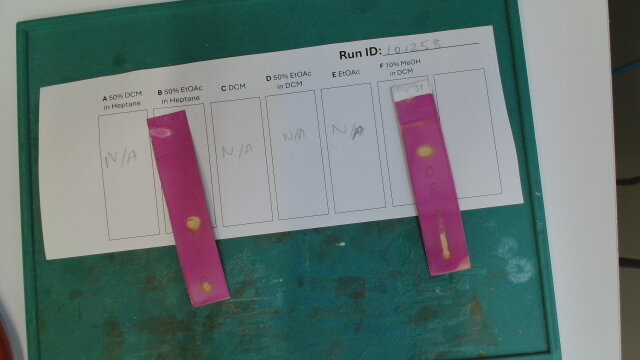 Run ID: 101258
A 50% DCM
in Heptane
B 50% EtOAc
in Heptane
C DCM
D 50% EtOAc
in DCM
E EtOAc
F 10% MeOH
in DCM
N/A
N/A
N/A
N/A